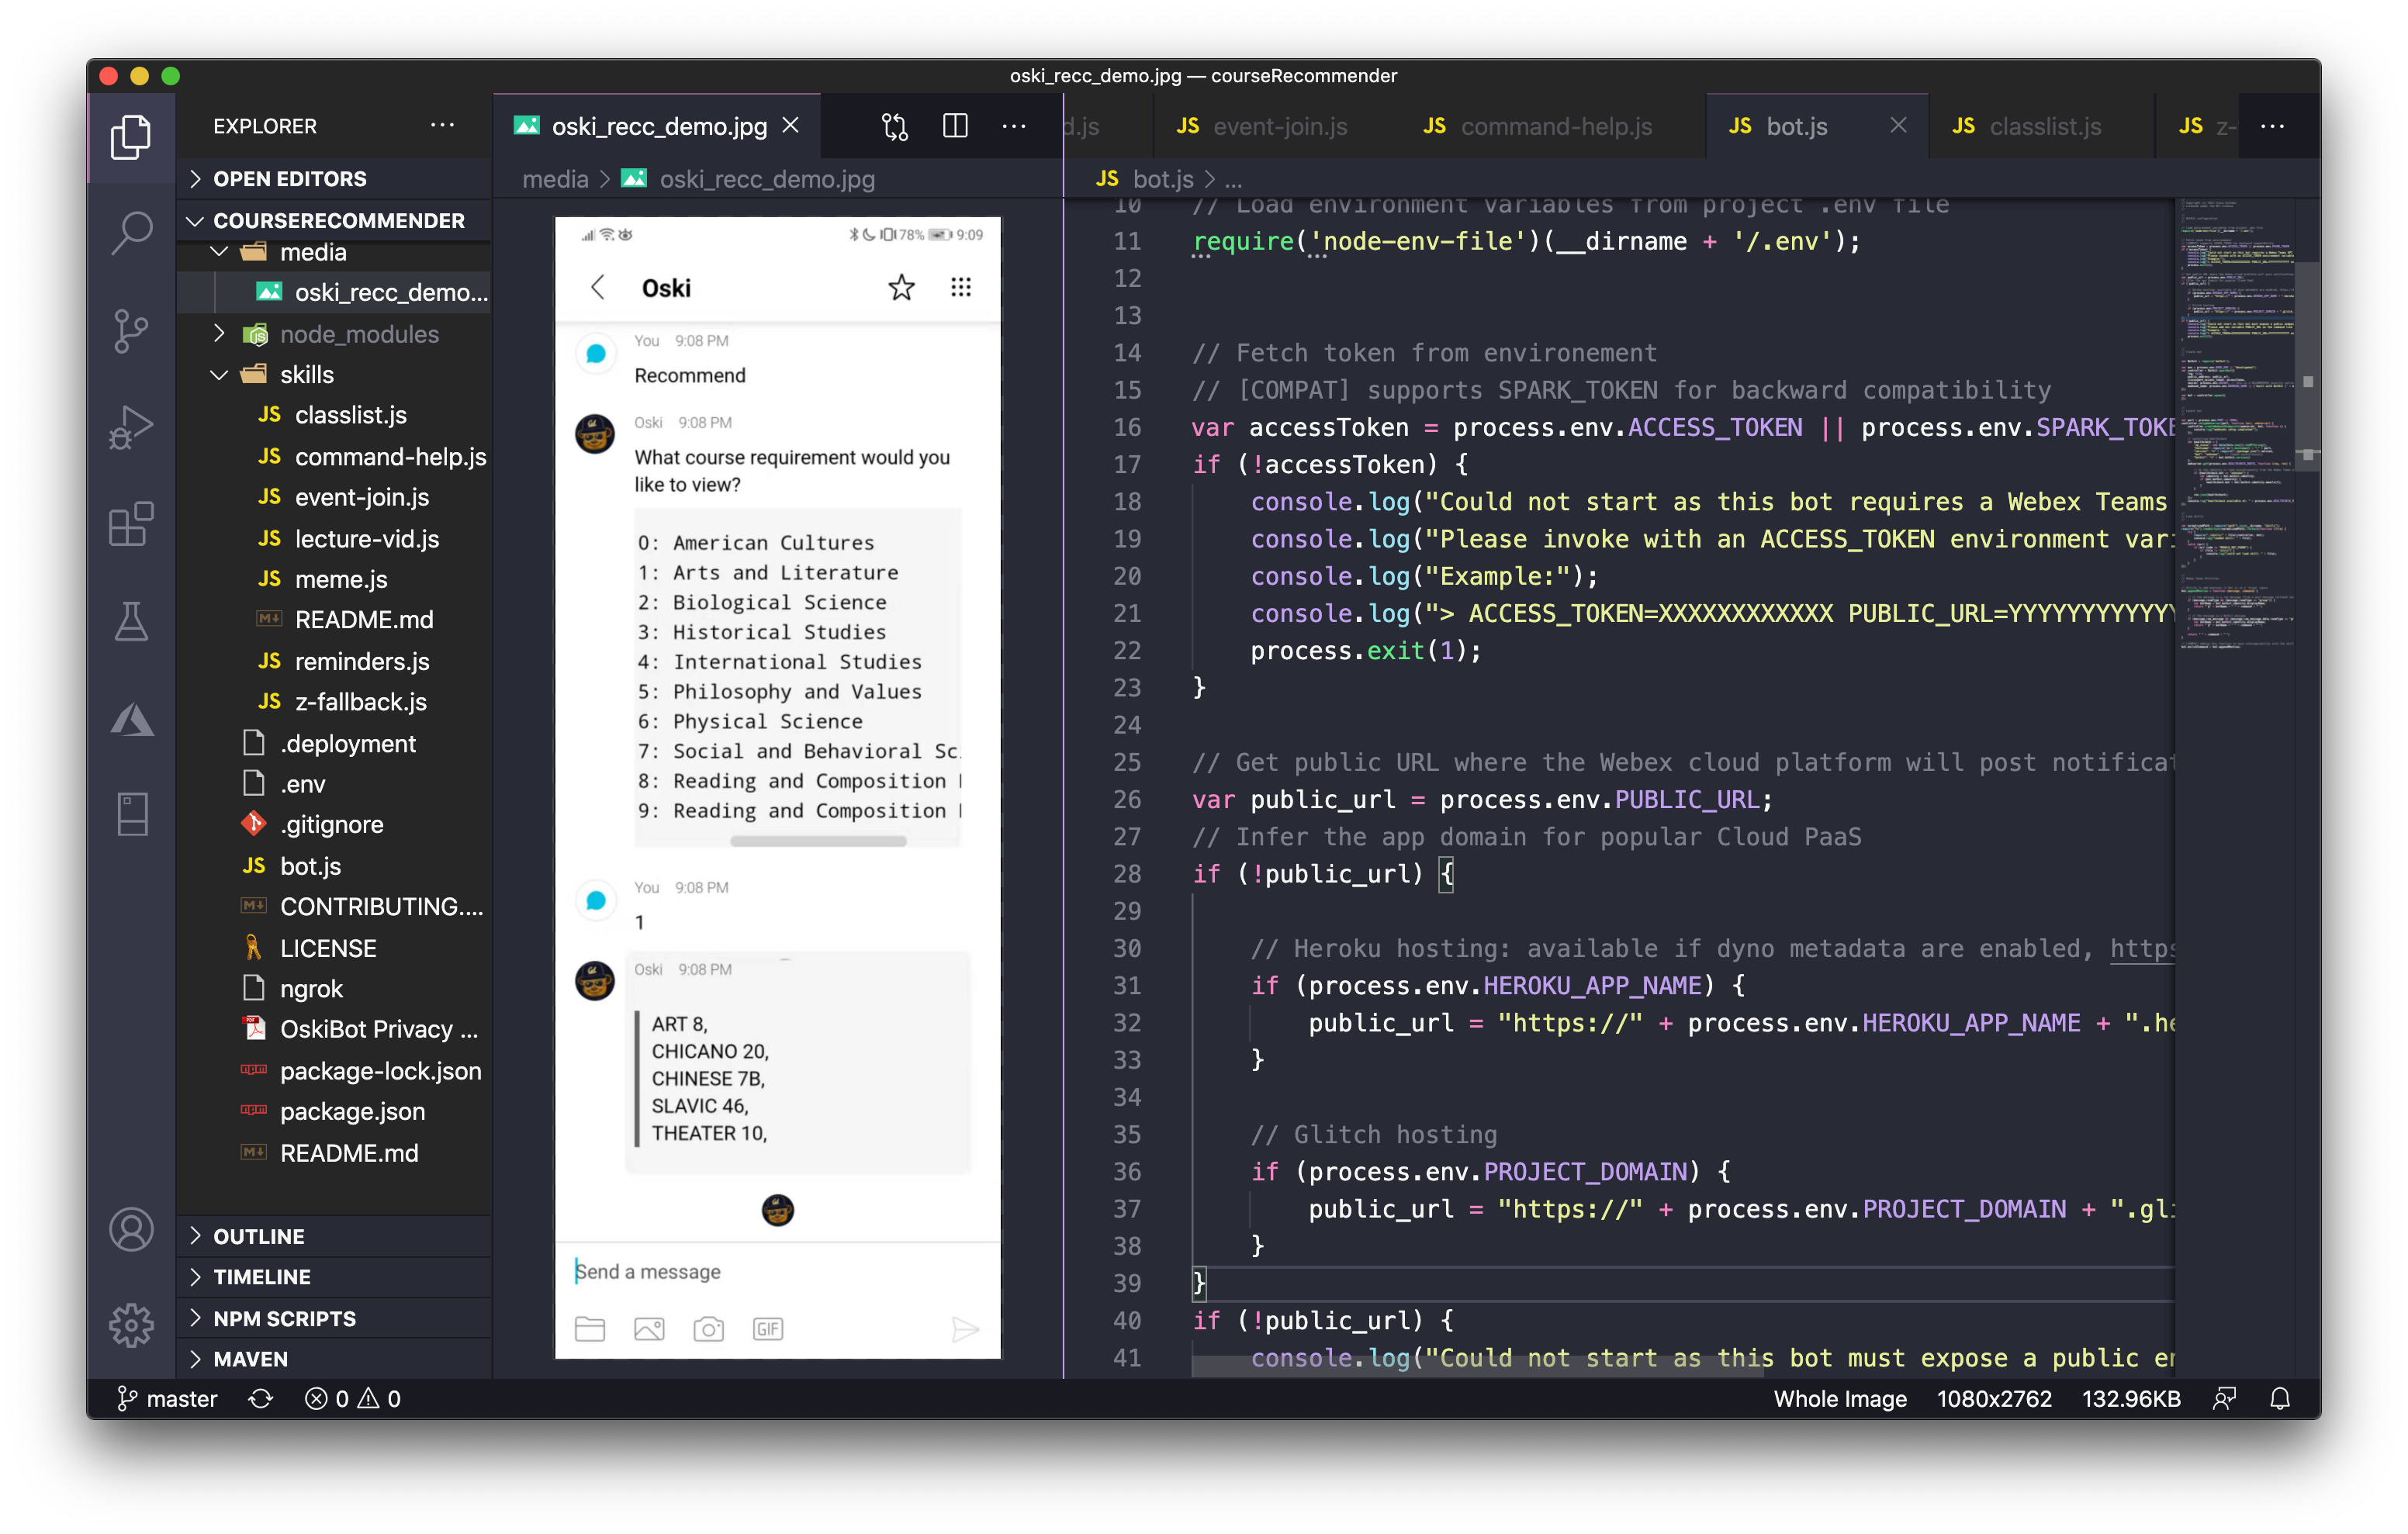 oski_recc_demo.jpg — courseRecommender
EXPLORER
OPEN EDITORS
COURSERECOMMENDER
media
oski_recc_demo...
node_modules
skills
classlist.js
command-help.js
event-join.js
lecture-vid.js
meme.js
README.md
reminders.js
z-fallback.js
.deployment
.env
.gitignore
bot.js
CONTRIBUTING....
LICENSE
ngrok
OskiBot Privacy ...
package-lock.json
package.json
README.md
OUTLINE
TIMELINE
NPM SCRIPTS
MAVEN
oski_recc_demo.jpg
media > oski_recc_demo.jpg
78% 9:09
Oski
You 9:08 PM
Recommend
Oski 9:08 PM
What course requirement would you
like to view?
0: American Cultures
1: Arts and Literature
2: Biological Science
3: Historical Studies
4: International Studies
5: Philosophy and Values
6: Physical Science
7: Social and Behavioral Sc
8: Reading and Composition
9: Reading and Composition
You 9:08 PM
1
Oski 9:08 PM
ART 8,
CHICANO 20,
CHINESE 7B,
SLAVIC 46,
THEATER 10,
Send a message
GIF
d.js JS event-join.js JS command-help.js JS bot.js JS classlist.js JS z-
JS bot.js > ...
10 // Load environment variables from project .env file
11 require('node-env-file')(__dirname + '/.env');
12
13
14 // Fetch token from environement
15 // [COMPAT] supports SPARK_TOKEN for backward compatibility
16 var accessToken = process.env.ACCESS_TOKEN || process.env.SPARK_TOKE
17 if (!accessToken) {
18 console.log("Could not start as this bot requires a Webex Teams
19 console.log("Please invoke with an ACCESS_TOKEN environment vari
20 console.log("Example:");
21 console.log("> ACCESS_TOKEN=XXXXXXXXXXXX PUBLIC_URL=YYYYYYYYYYYY
22 process.exit(1);
23 }
24
25 // Get public URL where the Webex cloud platform will post notificat
26 var public_url = process.env.PUBLIC_URL;
27 // Infer the app domain for popular Cloud PaaS
28 if (!public_url) {
29
30 // Heroku hosting: available if dyno metadata are enabled, https
31 if (process.env.HEROKU_APP_NAME) {
32 public_url = "https://" + process.env.HEROKU_APP_NAME + ".he
33 }
34
35 // Glitch hosting
36 if (process.env.PROJECT_DOMAIN) {
37 public_url = "https://" + process.env.PROJECT_DOMAIN + ".gli
38 }
39 }
40 if (!public_url) {
41 console.log("Could not start as this bot must expose a public en
master 0 0
Whole Image 1080x2762 132.96KB